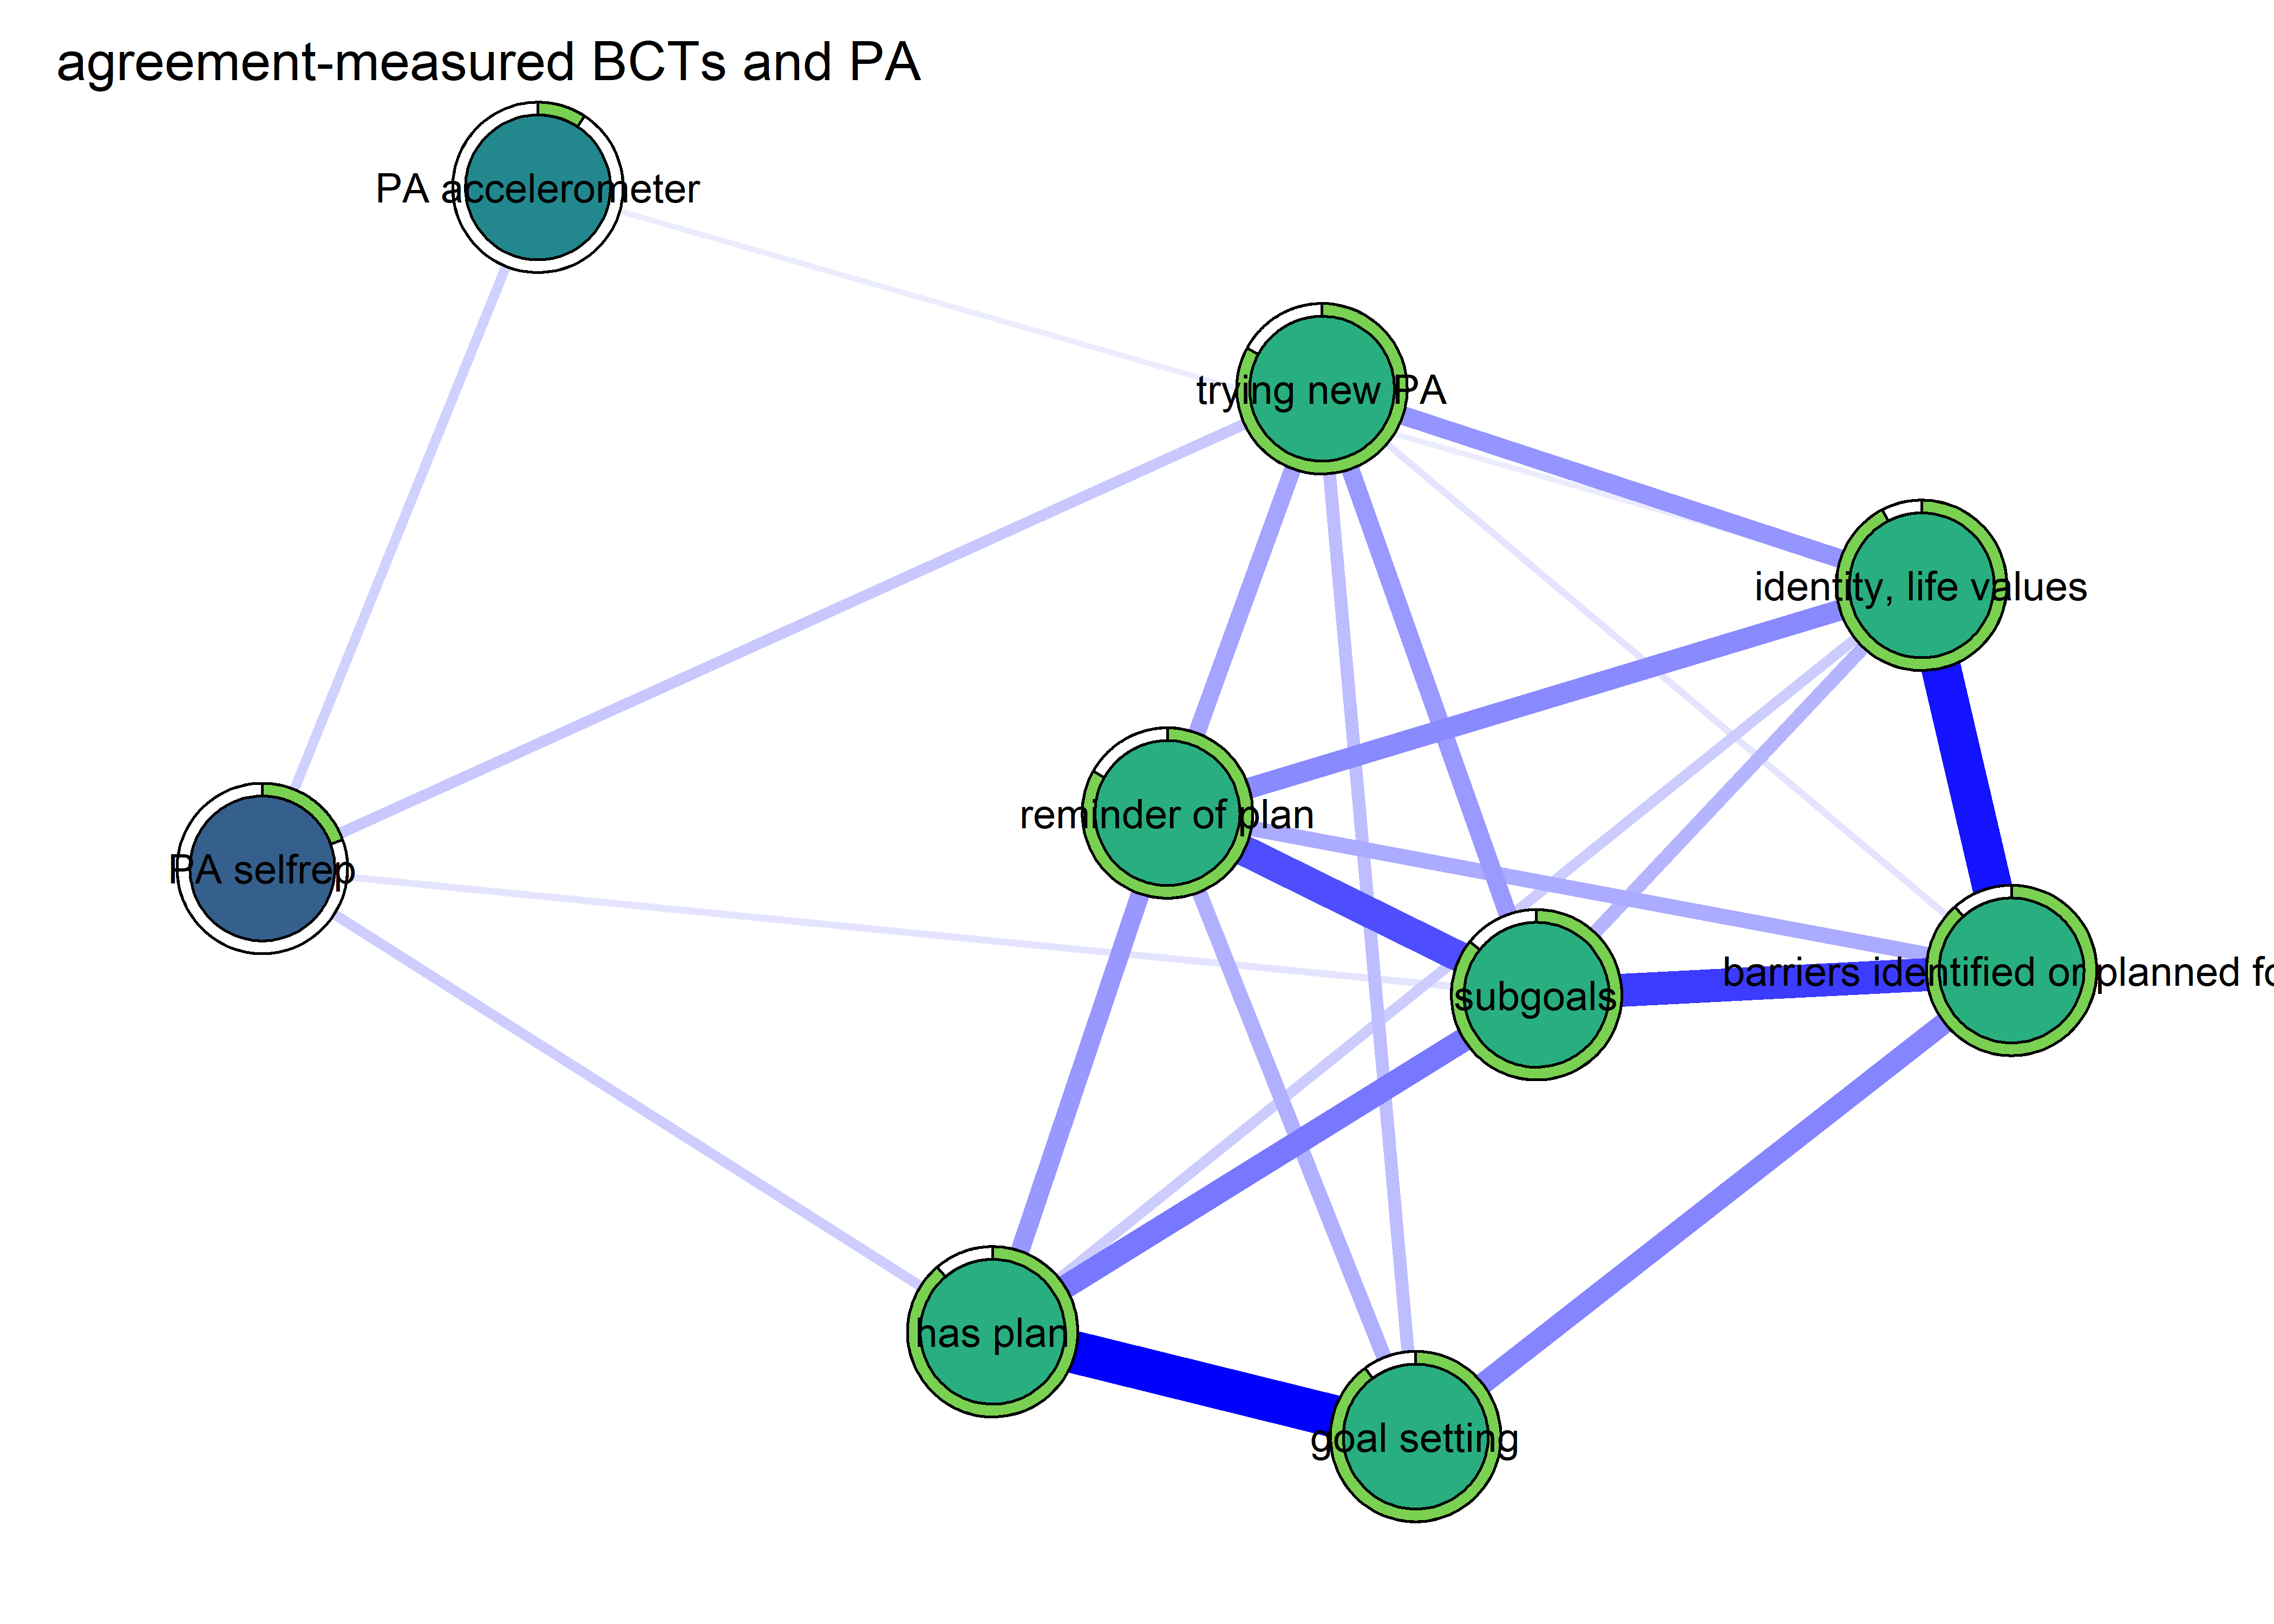 agreement-measured BCTs and PA
PA accelerometer
trying new PA
identity, life values
reminder of plan
PA selfrep
barriers identified or planned fo
subgoals
has plan
goal setting